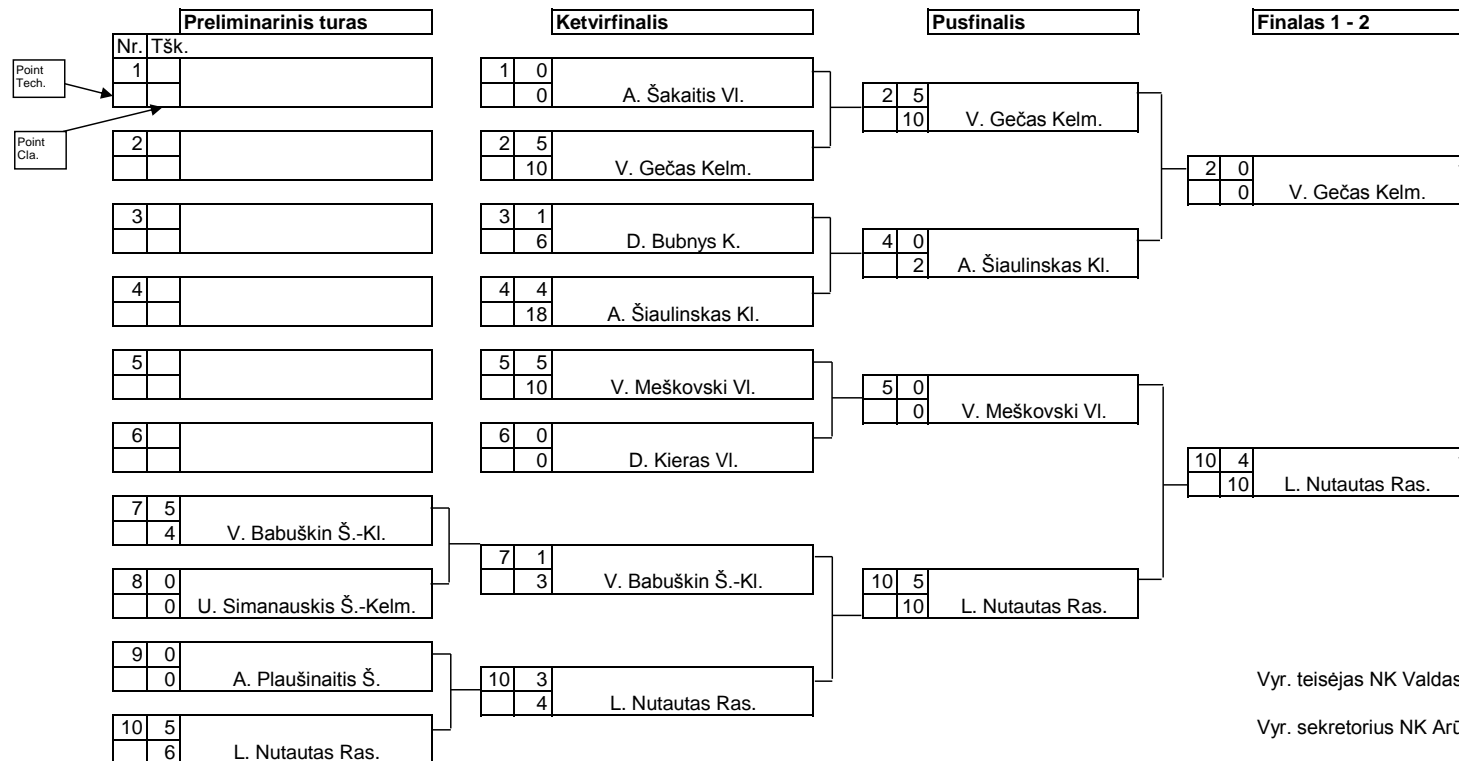 Preliminarinis turas Ketvirfinalis Pusfinalis Finalas 1 - 2
Nr. Tšk.
Point Tech.
1 1 0
0 A. Šakaitis Vl.
2 5
10 V. Gečas Kelm.
Point Cla.
2 2 5
10 V. Gečas Kelm.
2 0
0 V. Gečas Kelm.
3 3 1
6 D. Bubnys K.
4 0
2 A. Šiaulinskas Kl.
4 4 4
18 A. Šiaulinskas Kl.
5 5 5
10 V. Meškovski Vl.
5 0
0 V. Meškovski Vl.
6 6 0
0 D. Kieras Vl.
10 4
10 L. Nutautas Ras.
7 5
4 V. Babuškin Š.-Kl.
7 1
3 V. Babuškin Š.-Kl.
8 0
0 U. Simanauskis Š.-Kelm.
10 5
10 L. Nutautas Ras.
9 0
0 A. Plaušinaitis Š.
10 3
4 L. Nutautas Ras.
Vyr. teisėjas NK Valdas
10 5
6 L. Nutautas Ras.
Vyr. sekretorius NK Arū